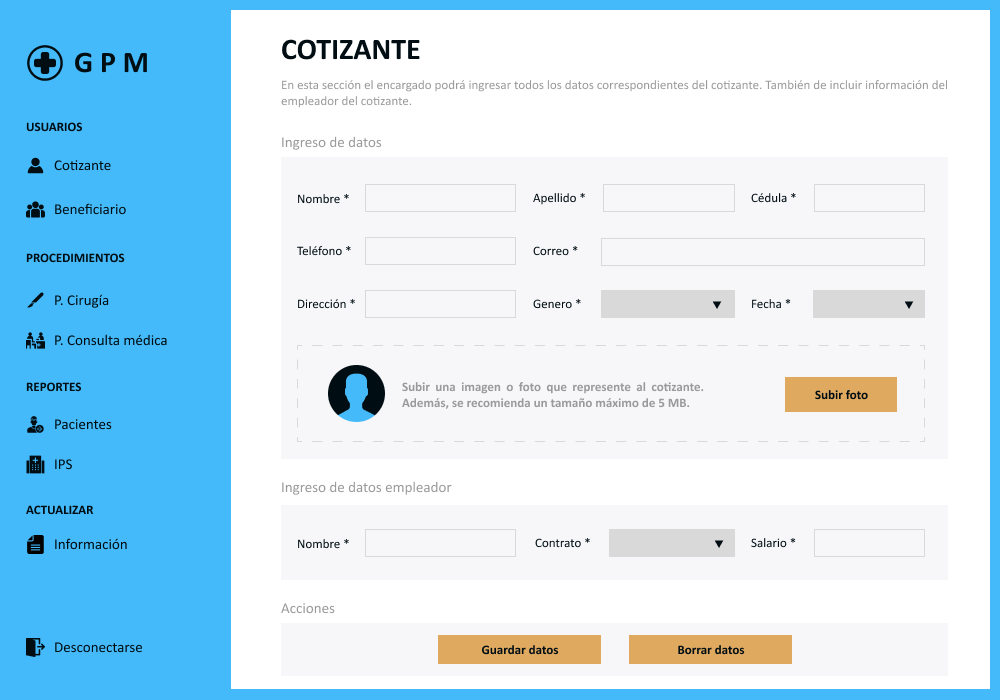 GPM
USUARIOS
Cotizante
Beneficiario
PROCEDIMIENTOS
P. Cirugía
P. Consulta médica
REPORTES
Pacientes
IPS
ACTUALIZAR
Información
Desconectarse
COTIZANTE
En esta sección el encargado podrá ingresar todos los datos correspondientes del cotizante. También de incluir información del
empleador del cotizante.
Ingreso de datos
Nombre * Apellido * Cédula *
Teléfono * Correo *
Dirección * Genero * ▼ Fecha * ▼
Subir una imagen o foto que represente al cotizante.
Además, se recomienda un tamaño máximo de 5 MB.
Subir foto
Ingreso de datos empleador
Nombre * Contrato * ▼ Salario *
Acciones
Guardar datos Borrar datos